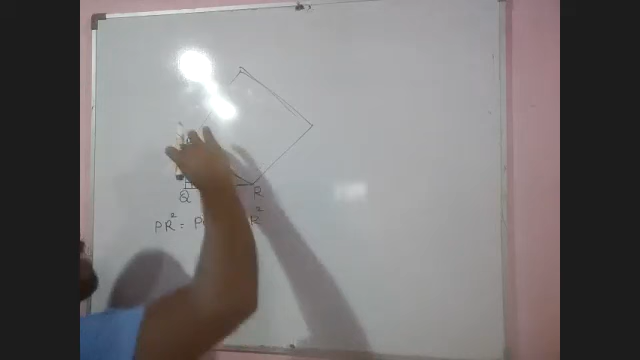 Q R
PR² = P R²